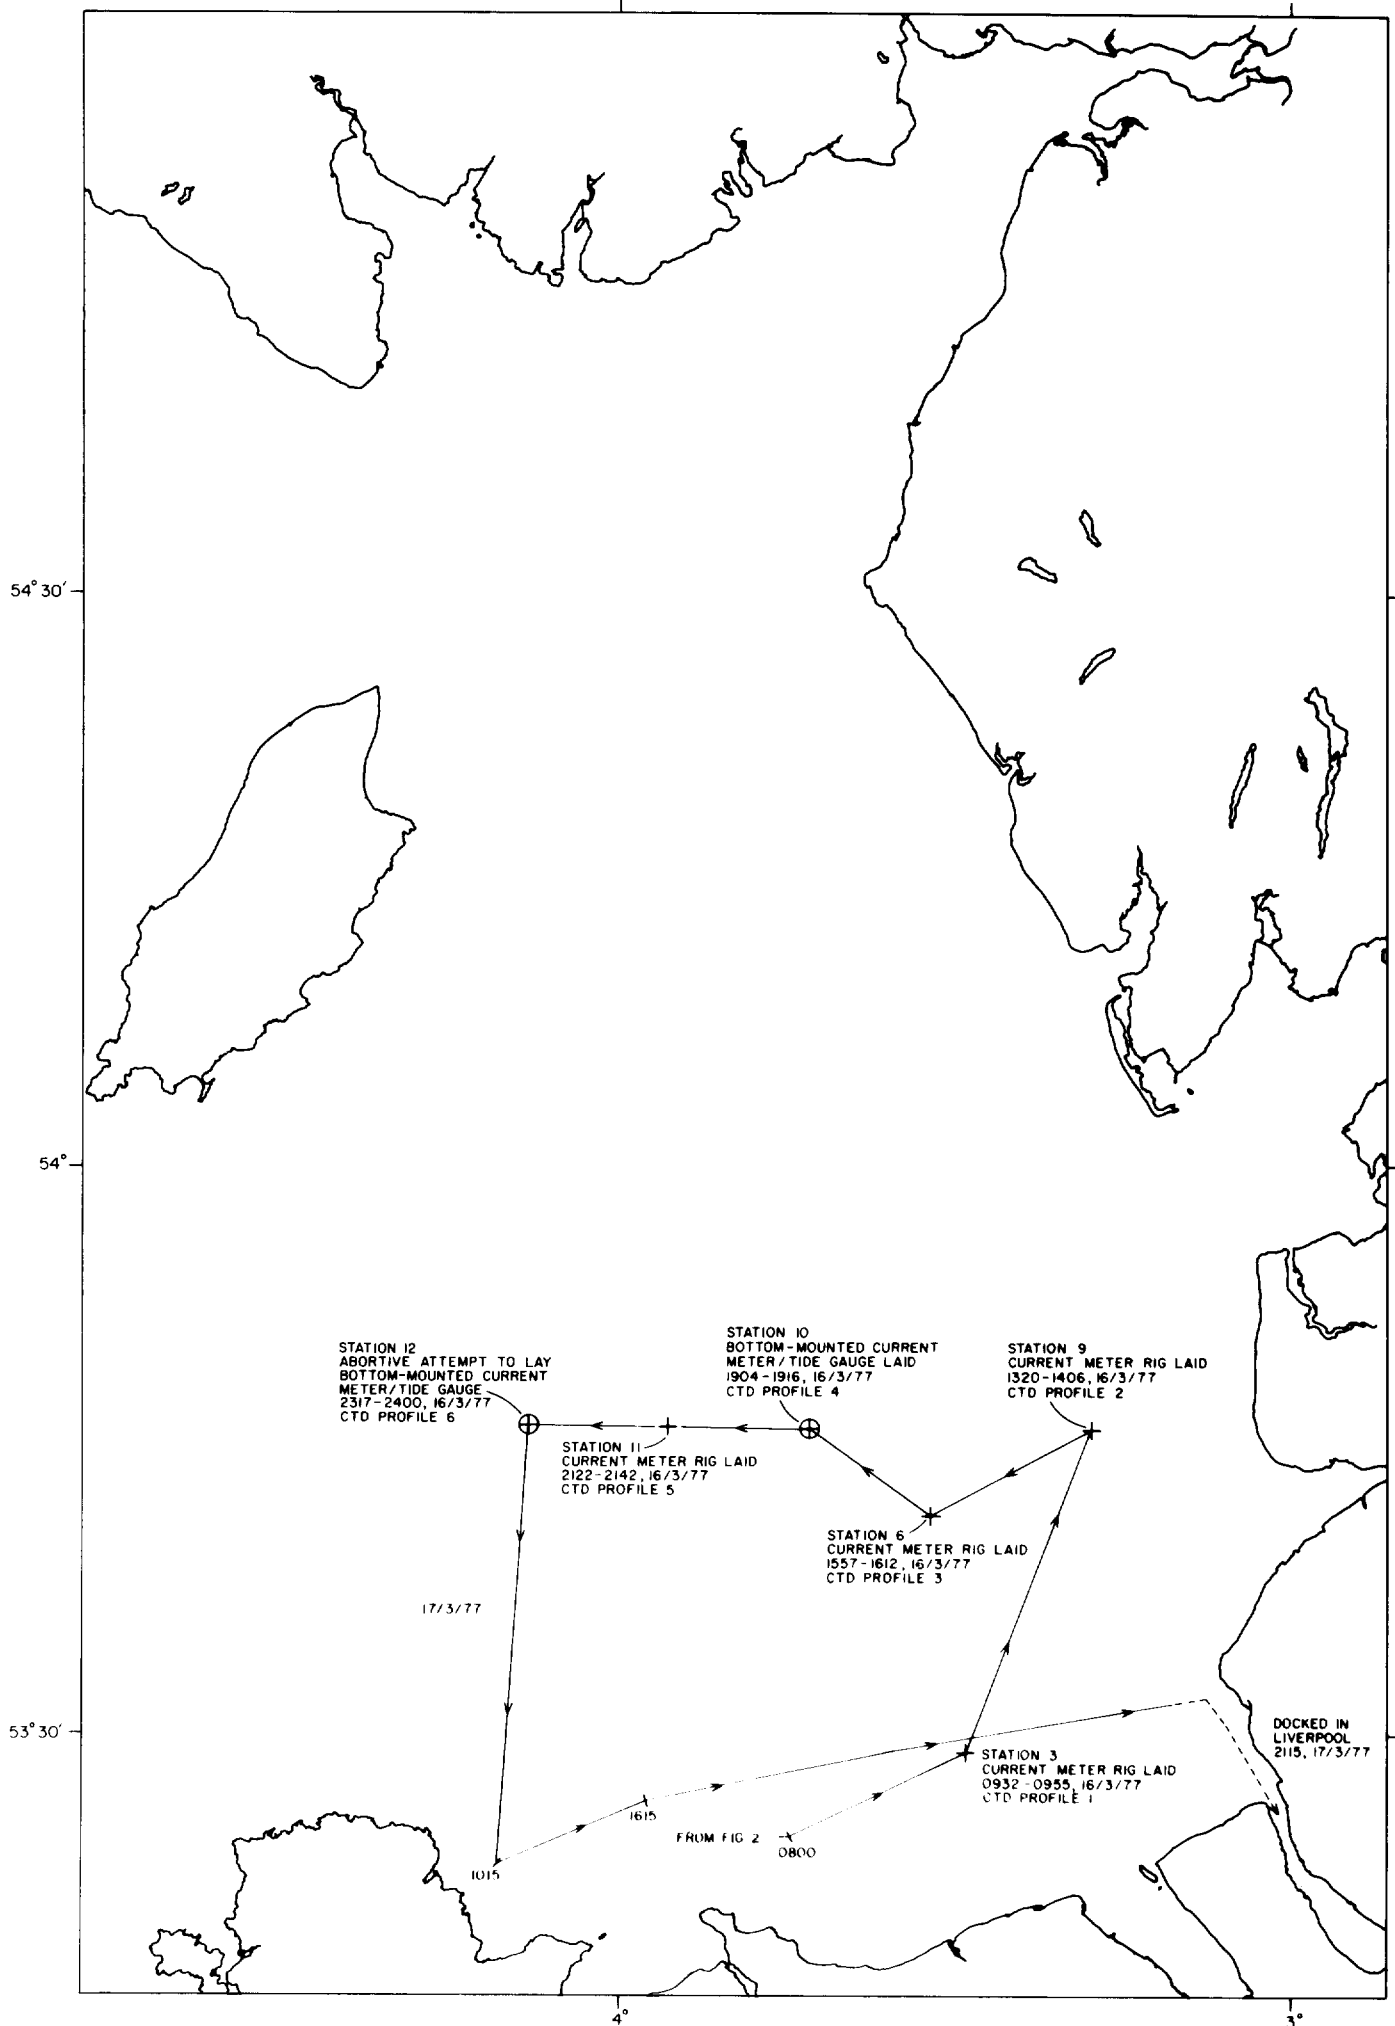 54° 30'
54°
STATION 12
ABORTIVE ATTEMPT TO LAY
BOTTOM-MOUNTED CURRENT
METER/TIDE GAUGE
2317-2400, 16/3/77
CTD PROFILE 6
STATION 10
BOTTOM-MOUNTED CURRENT
METER/TIDE GAUGE LAID
1904-1916, 16/3/77
CTD PROFILE 4
STATION 9
CURRENT METER RIG LAID
1320-1406, 16/3/77
CTD PROFILE 2
STATION 11
CURRENT METER RIG LAID
2122-2142, 16/3/77
CTD PROFILE 5
STATION 6
CURRENT METER RIG LAID
1557-1612, 16/3/77
CTD PROFILE 3
17/3/77
53° 30'
DOCKED IN
LIVERPOOL
2115, 17/3/77
STATION 3
CURRENT METER RIG LAID
0932-0955, 16/3/77
CTD PROFILE 1
1615
FROM FIG 2
0800
1015
4°
3°